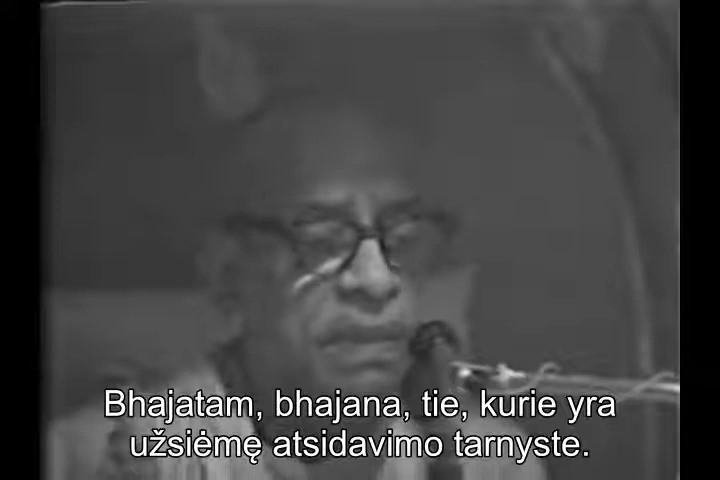 Bhajatam, bhajana, tie, kurie yra
užsiėmę atsidavimo tarnyste.